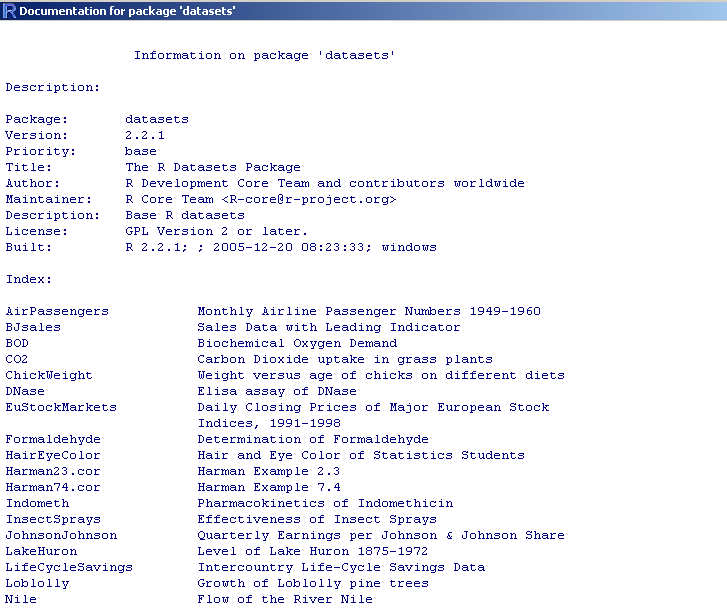 R Documentation for package 'datasets'
Information on package 'datasets'
Description:
Package: datasets
Version: 2.2.1
Priority: base
Title: The R Datasets Package
Author: R Development Core Team and contributors worldwide
Maintainer: R Core Team <R-core@r-project.org>
Description: Base R datasets
License: GPL Version 2 or later.
Built: R 2.2.1; ; 2005-12-20 08:23:33; windows
Index:
AirPassengers Monthly Airline Passenger Numbers 1949-1960
BJsales Sales Data with Leading Indicator
BOD Biochemical Oxygen Demand
CO2 Carbon Dioxide uptake in grass plants
ChickWeight Weight versus age of chicks on different diets
DNase Elisa assay of DNase
EuStockMarkets Daily Closing Prices of Major European Stock
Indices, 1991-1998
Formaldehyde Determination of Formaldehyde
HairEyeColor Hair and Eye Color of Statistics Students
Harman23.cor Harman Example 2.3
Harman74.cor Harman Example 7.4
Indometh Pharmacokinetics of Indomethicin
InsectSprays Effectiveness of Insect Sprays
JohnsonJohnson Quarterly Earnings per Johnson & Johnson Share
LakeHuron Level of Lake Huron 1875-1972
LifeCycleSavings Intercountry Life-Cycle Savings Data
Loblolly Growth of Loblolly pine trees
Nile Flow of the River Nile